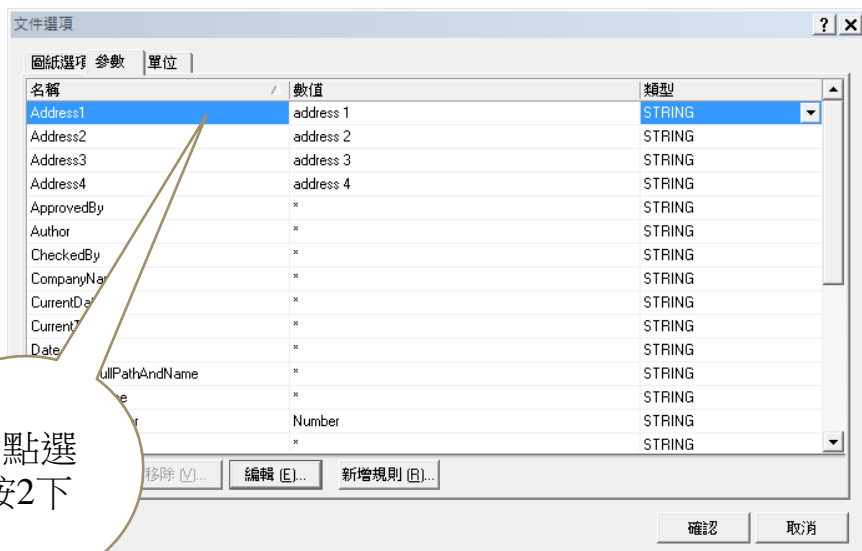 文件選項
圖紙選項 參數 單位
名稱 數值 類型
Address1 address 1 STRING
Address2 address 2 STRING
Address3 address 3 STRING
Address4 address 4 STRING
ApprovedBy * STRING
Author * STRING
CheckedBy * STRING
CompanyNa * STRING
CurrentDa * STRING
CurrentT * STRING
Date * STRING
ullPathAndName * STRING
e * STRING
r Number STRING
* STRING
點選
按2下
移除 (V)... 編輯 (E)... 新增規則 (R)...
確認 取消